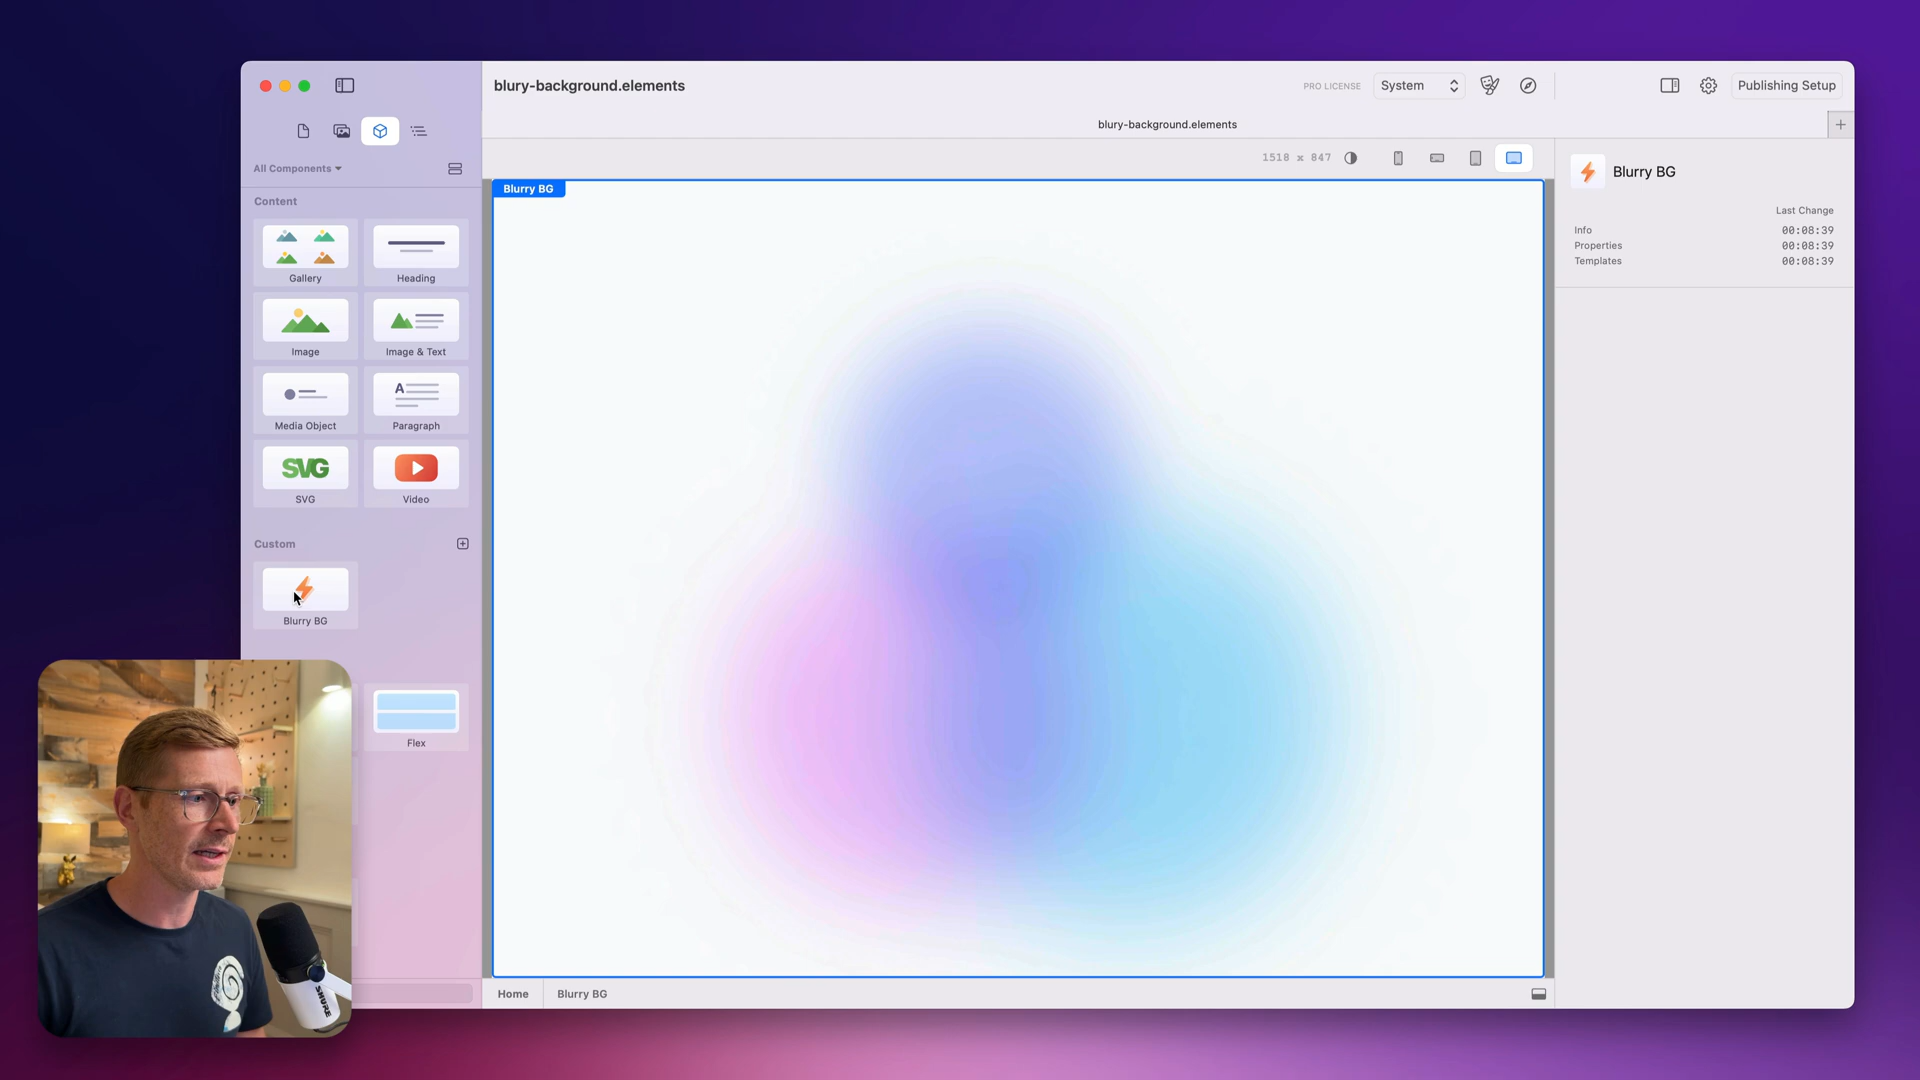 blury-background.elements
PRO LICENSE
System
Publishing Setup
blury-background.elements
All Components
1518 x 847
Blurry BG
Content
Gallery
Heading
Image
Image & Text
Media Object
A
Paragraph
SVG
SVG
Video
Custom
Blurry BG
Flex
Blurry BG
Last Change
Info 00:08:39
Properties 00:08:39
Templates 00:08:39
Home
Blurry BG
SHURE